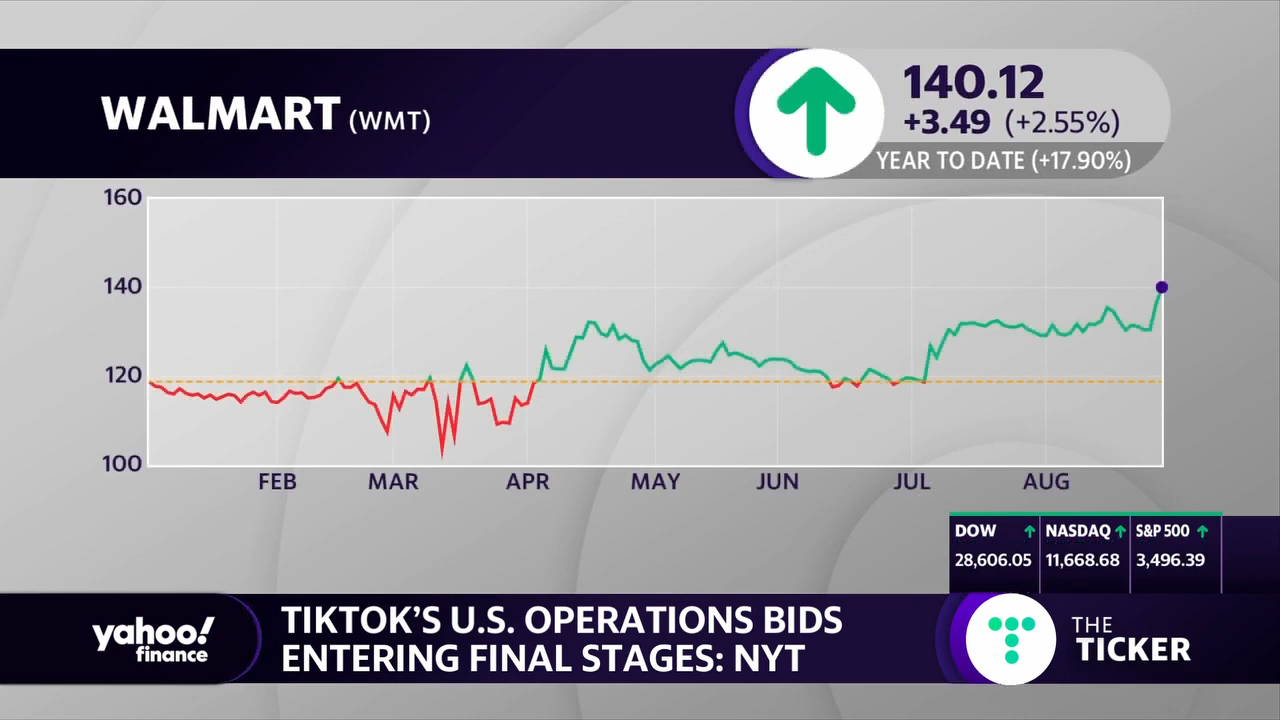 WALMART (WMT)
140.12
+3.49 (+2.55%)
YEAR TO DATE (+17.90%)
160
140
120
100
FEB MAR APR MAY JUN JUL AUG
DOW NASDAQ S&P 500
28,606.05 11,668.68 3,496.39
yahoo!
finance
TIKTOK'S U.S. OPERATIONS BIDS
ENTERING FINAL STAGES: NYT
THE
TICKER